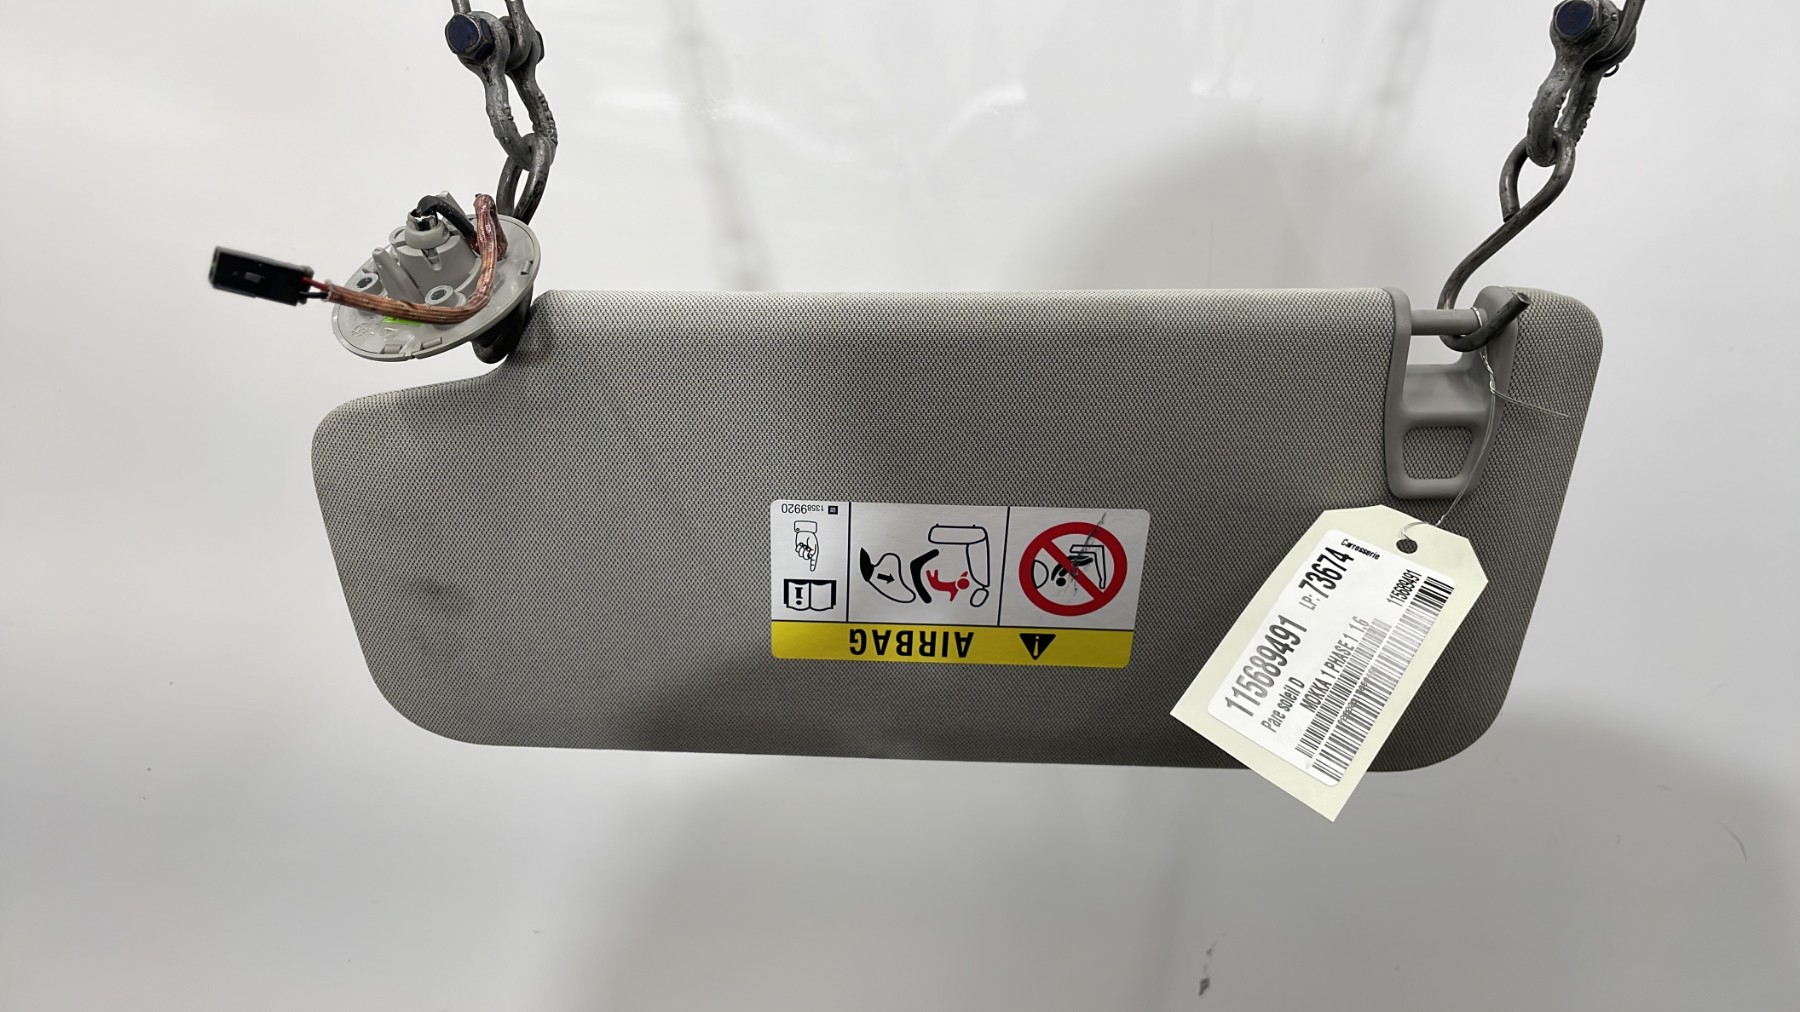 13589920
AIRBAG
Carrosserie
115689491 LP: 73674
Pare soleil D
MOKKA 1 PHASE 1 1.6
115689491